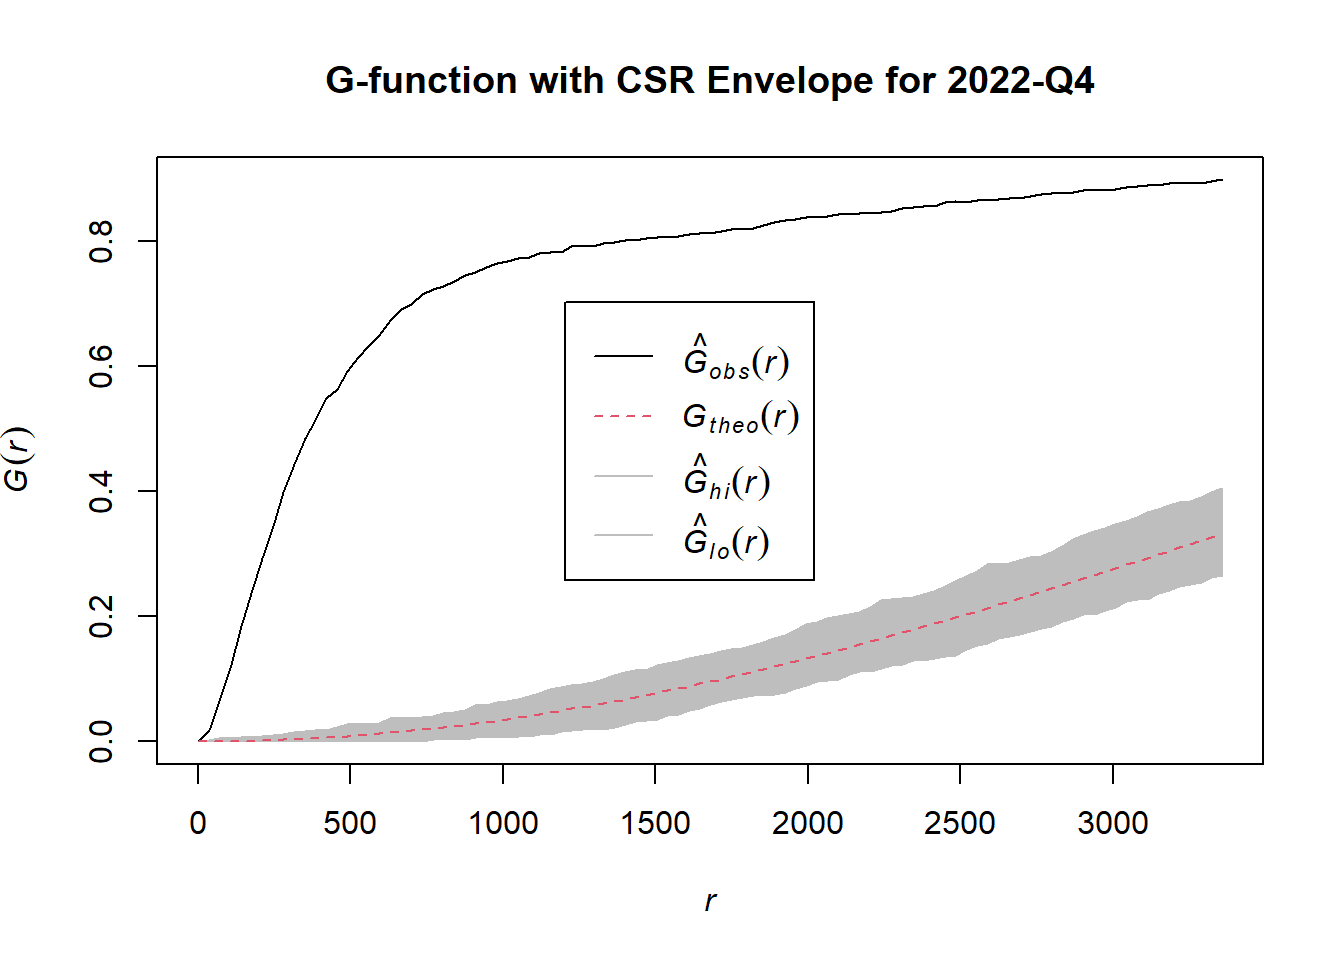 G-function with CSR Envelope for 2022-Q4
G(r)
0.8
0.6
0.4
0.2
0.0
Ĝobs(r)
Gtheo(r)
Ĝhi(r)
Ĝlo(r)
0 500 1000 1500 2000 2500 3000
r